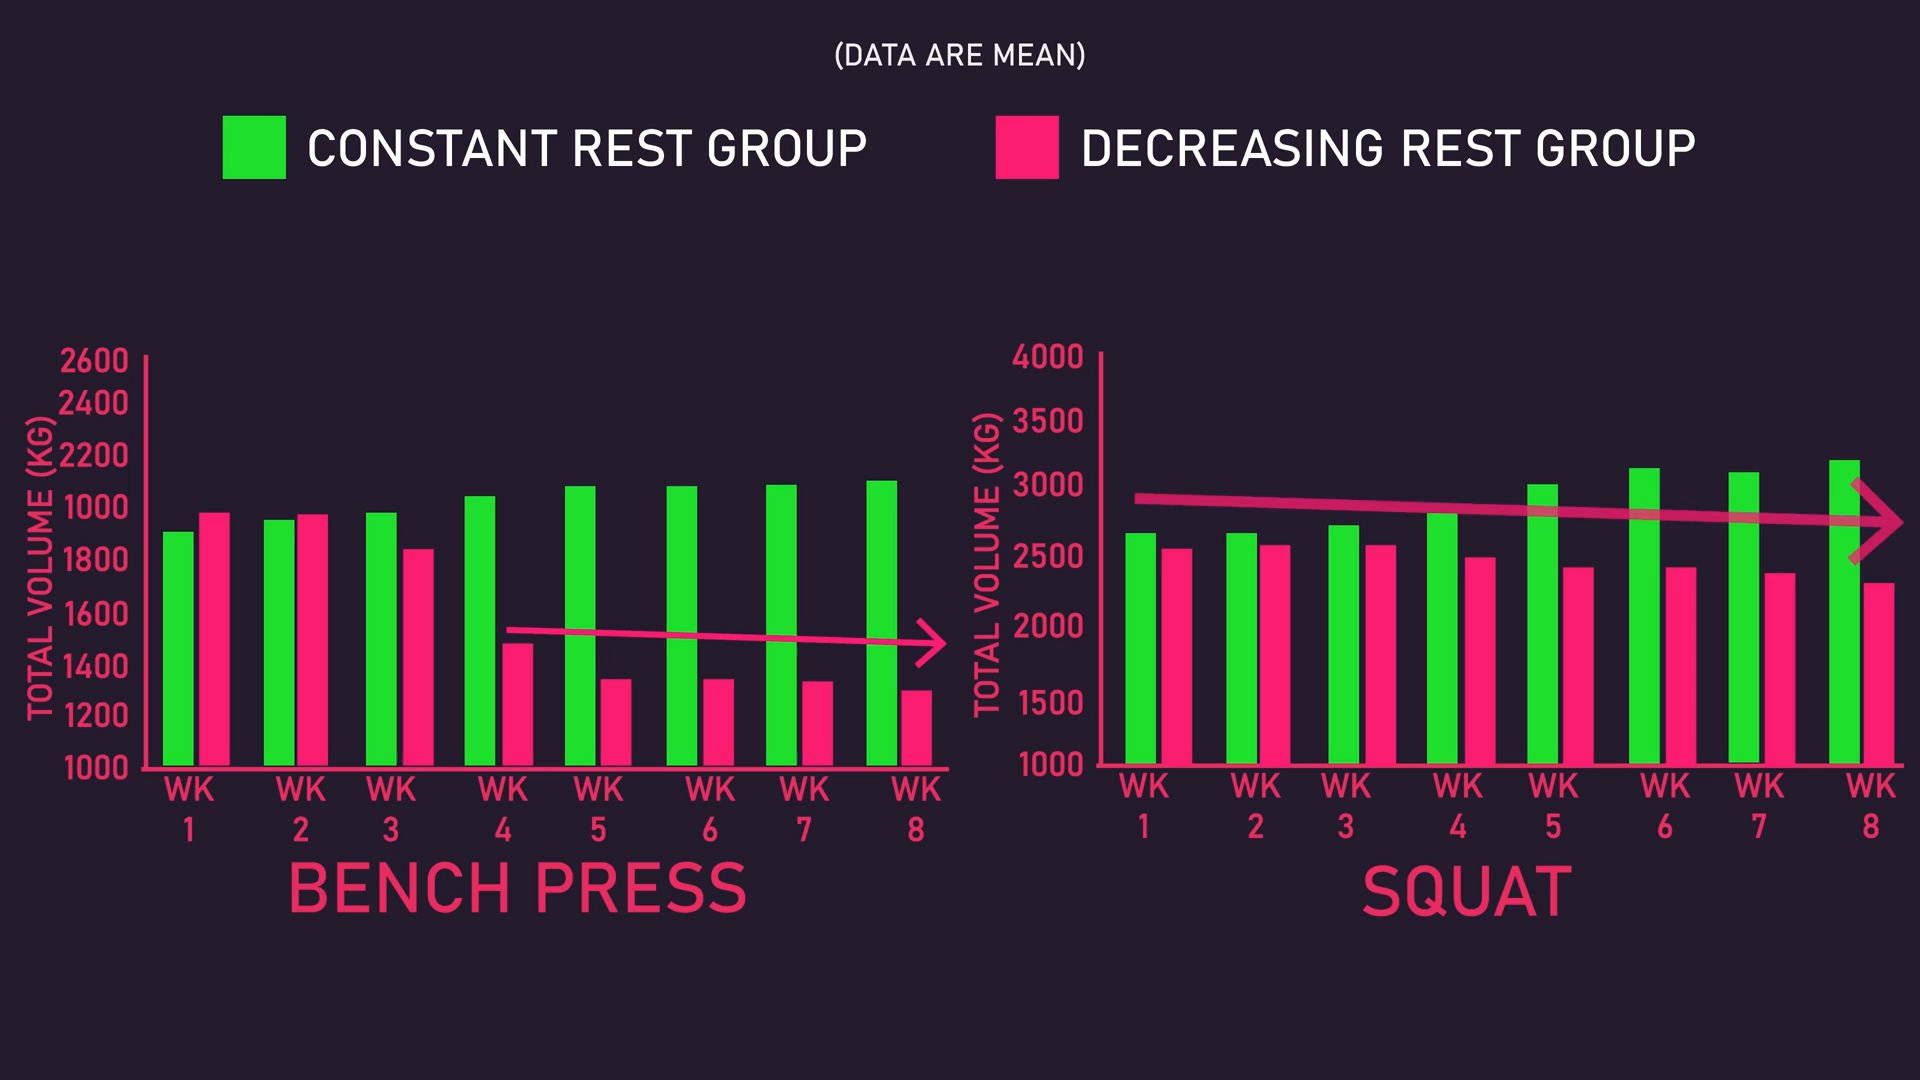 (DATA ARE MEAN)
CONSTANT REST GROUP
DECREASING REST GROUP
TOTAL VOLUME (KG)
2600
2400
2200
1000
1800
1600
1400
1200
1000
WK WK WK WK WK WK WK WK
1 2 3 4 5 6 7 8
BENCH PRESS
TOTAL VOLUME (KG)
4000
3500
3000
2500
2000
1500
1000
WK WK WK WK WK WK WK WK
1 2 3 4 5 6 7 8
SQUAT